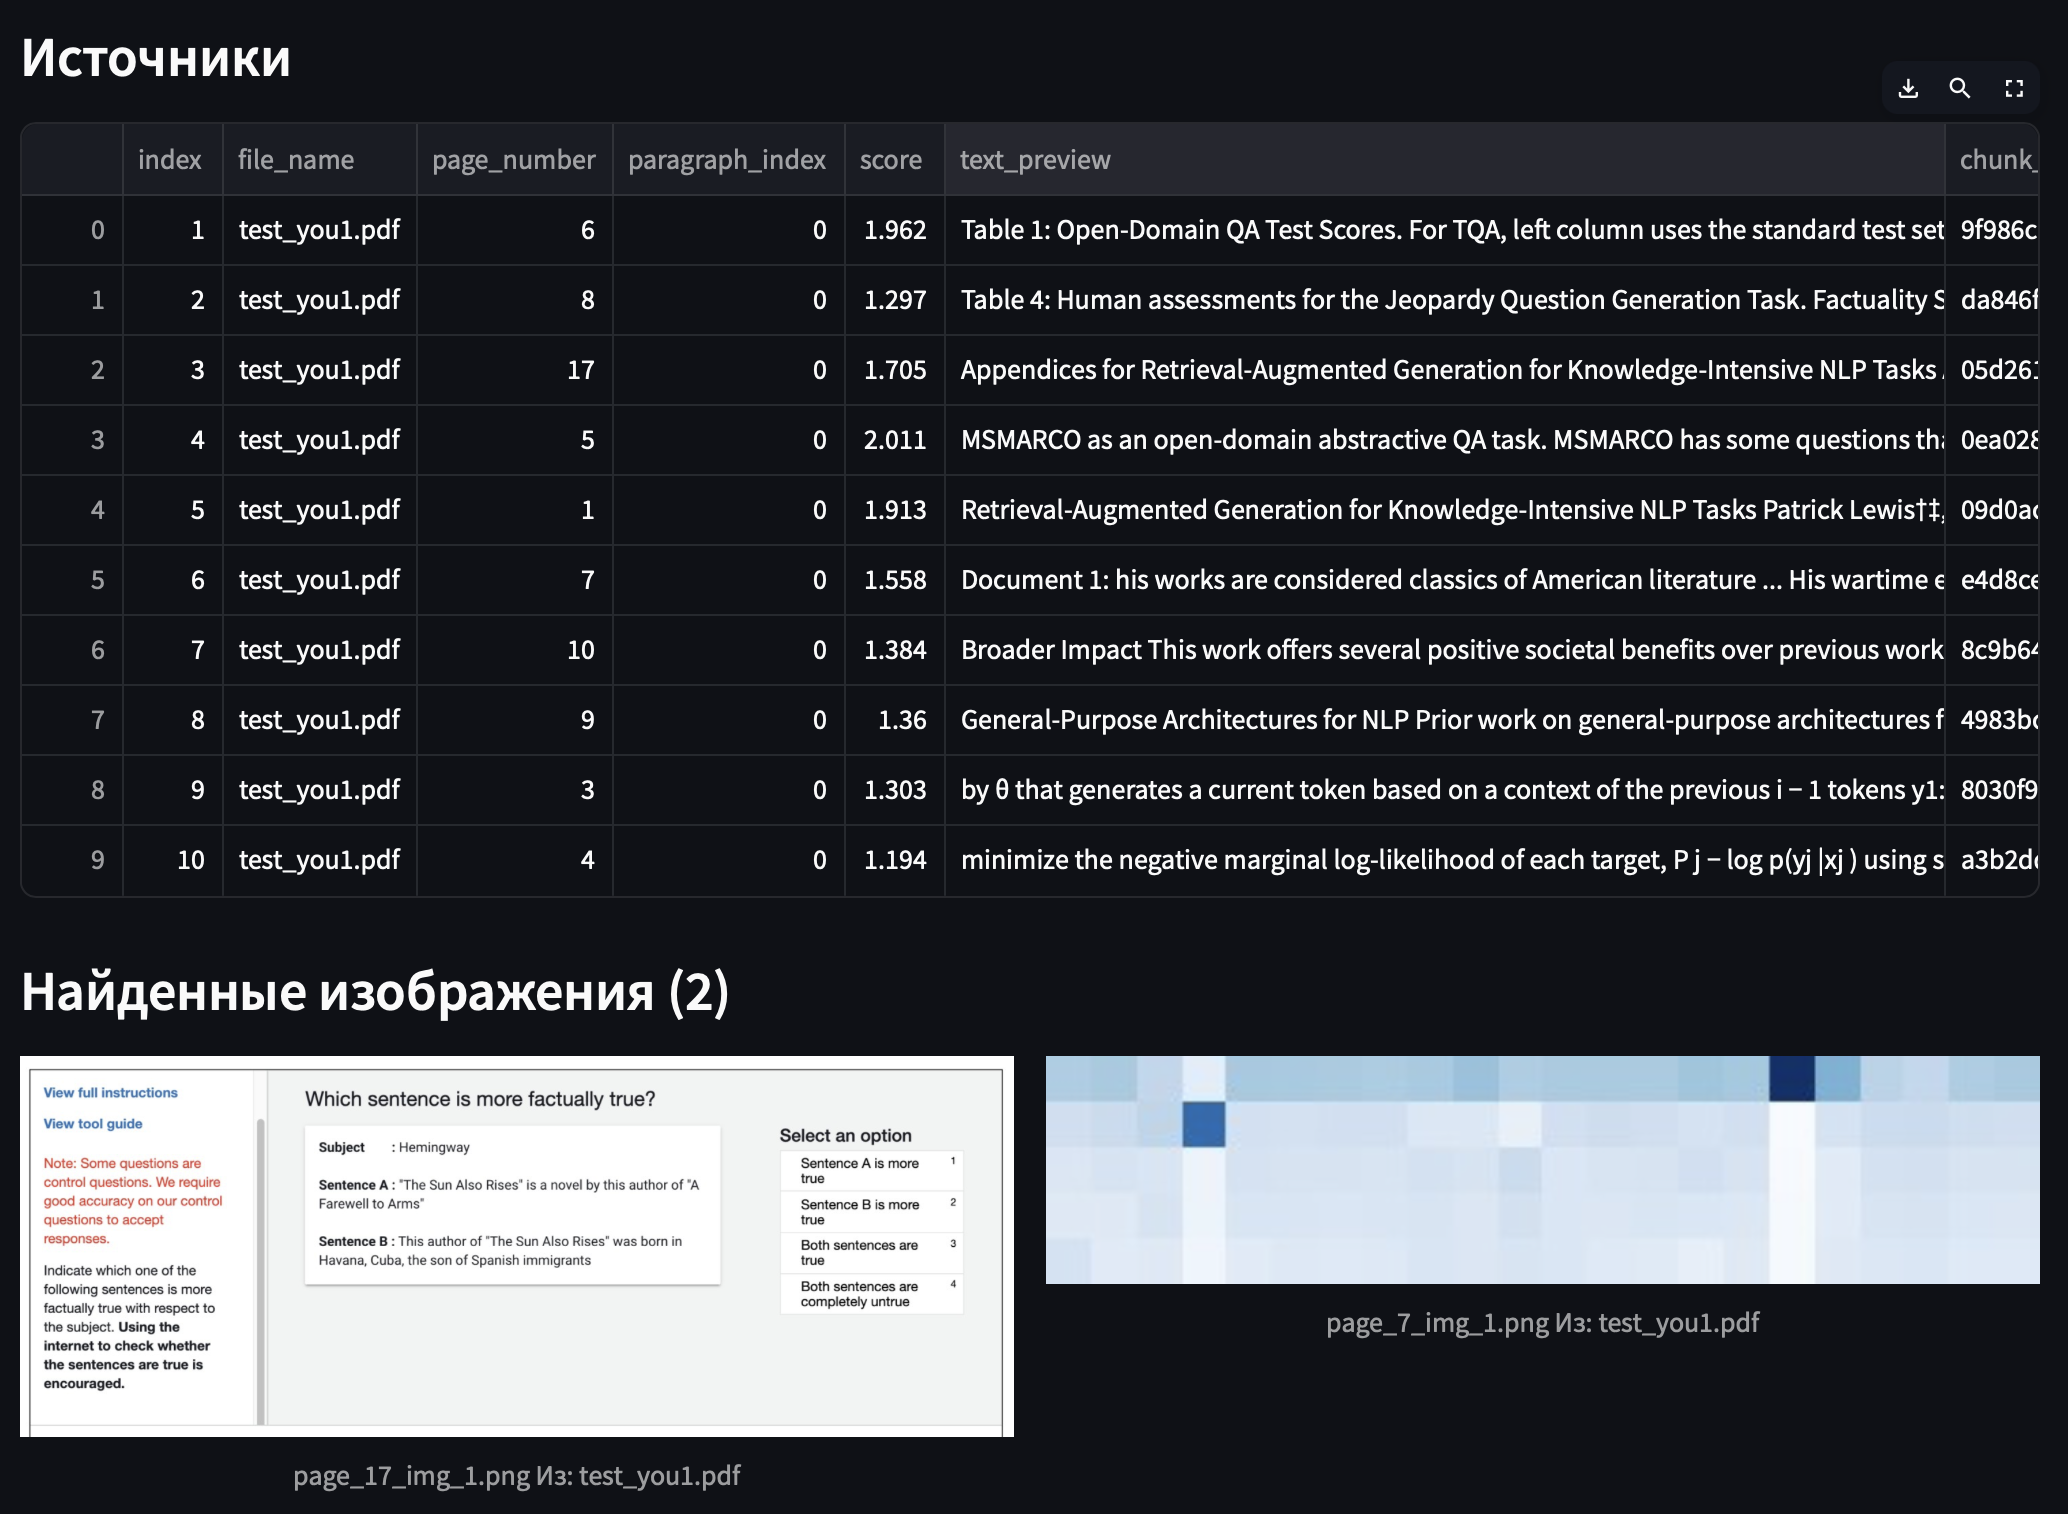 Источники
index file_name page_number paragraph_index score text_preview chunk_
0 1 test_you1.pdf 6 0 1.962 Table 1: Open-Domain QA Test Scores. For TQA, left column uses the standard test set 9f986c
1 2 test_you1.pdf 8 0 1.297 Table 4: Human assessments for the Jeopardy Question Generation Task. Factuality S da846f
2 3 test_you1.pdf 17 0 1.705 Appendices for Retrieval-Augmented Generation for Knowledge-Intensive NLP Tasks 05d261
3 4 test_you1.pdf 5 0 2.011 MSMARCO as an open-domain abstractive QA task. MSMARCO has some questions tha 0ea028
4 5 test_you1.pdf 1 0 1.913 Retrieval-Augmented Generation for Knowledge-Intensive NLP Tasks Patrick Lewis†‡, 09d0ac
5 6 test_you1.pdf 7 0 1.558 Document 1: his works are considered classics of American literature ... His wartime e e4d8ce
6 7 test_you1.pdf 10 0 1.384 Broader Impact This work offers several positive societal benefits over previous work 8c9b64
7 8 test_you1.pdf 9 0 1.36 General-Purpose Architectures for NLP Prior work on general-purpose architectures f 4983bc
8 9 test_you1.pdf 3 0 1.303 by θ that generates a current token based on a context of the previous i − 1 tokens y1: 8030f9
9 10 test_you1.pdf 4 0 1.194 minimize the negative marginal log-likelihood of each target, P j − log p(yj |xj ) using s a3b2dc
Найденные изображения (2)
View full instructions
View tool guide
Note: Some questions are
control questions. We require
good accuracy on our control
questions to accept
responses.
Indicate which one of the
following sentences is more
factually true with respect to
the subject. Using the
internet to check whether
the sentences are true is
encouraged.
Which sentence is more factually true?
Subject : Hemingway
Sentence A : "The Sun Also Rises" is a novel by this author of "A
Farewell to Arms"
Sentence B : This author of "The Sun Also Rises" was born in
Havana, Cuba, the son of Spanish immigrants
Select an option
Sentence A is more 1
true
Sentence B is more 2
true
Both sentences are 3
true
Both sentences are 4
completely untrue
page_17_img_1.png Из: test_you1.pdf
page_7_img_1.png Из: test_you1.pdf